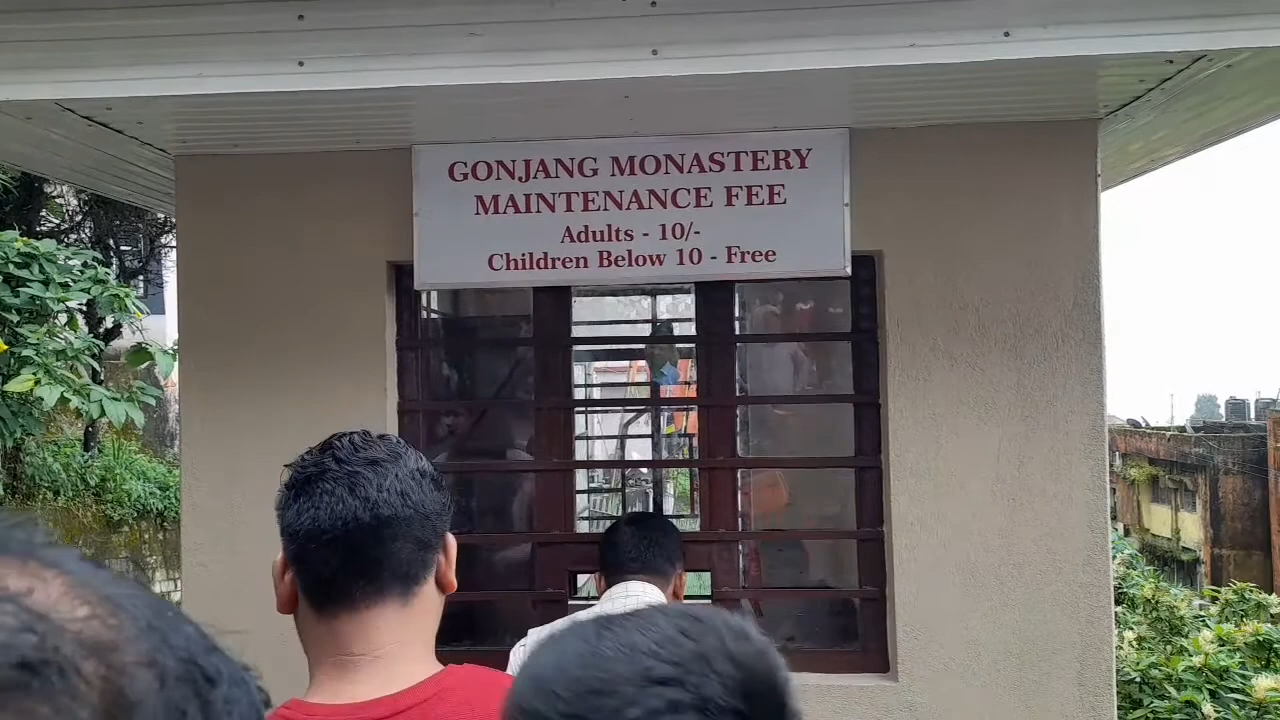 GONJANG MONASTERY
MAINTENANCE FEE
Adults - 10/-
Children Below 10 - Free